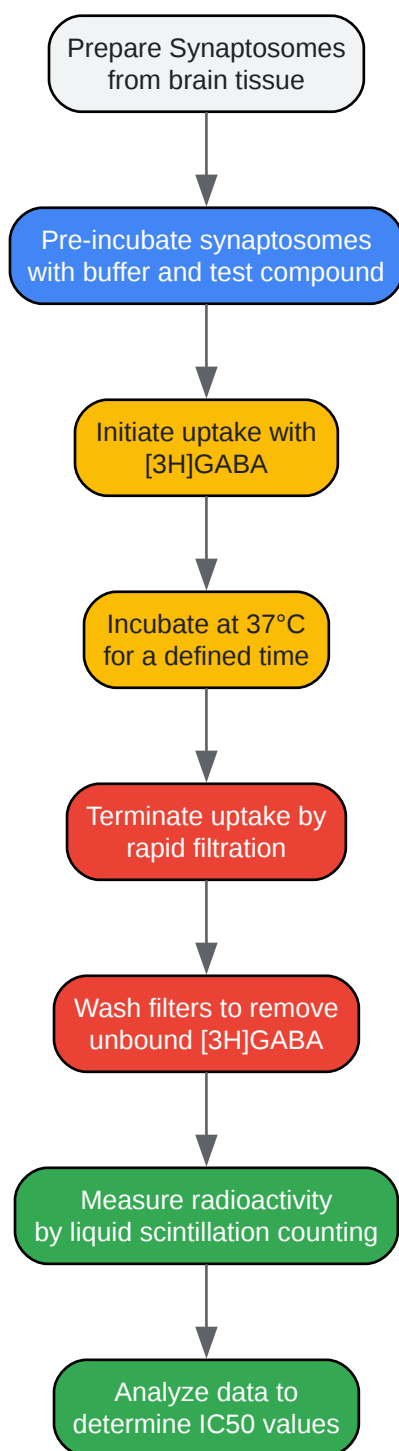 Prepare Synaptosomes
from brain tissue
Pre-incubate synaptosomes
with buffer and test compound
Initiate uptake with
[3H]GABA
Incubate at 37°C
for a defined time
Terminate uptake by
rapid filtration
Wash filters to remove
unbound [3H]GABA
Measure radioactivity
by liquid scintillation counting
Analyze data to
determine IC50 values